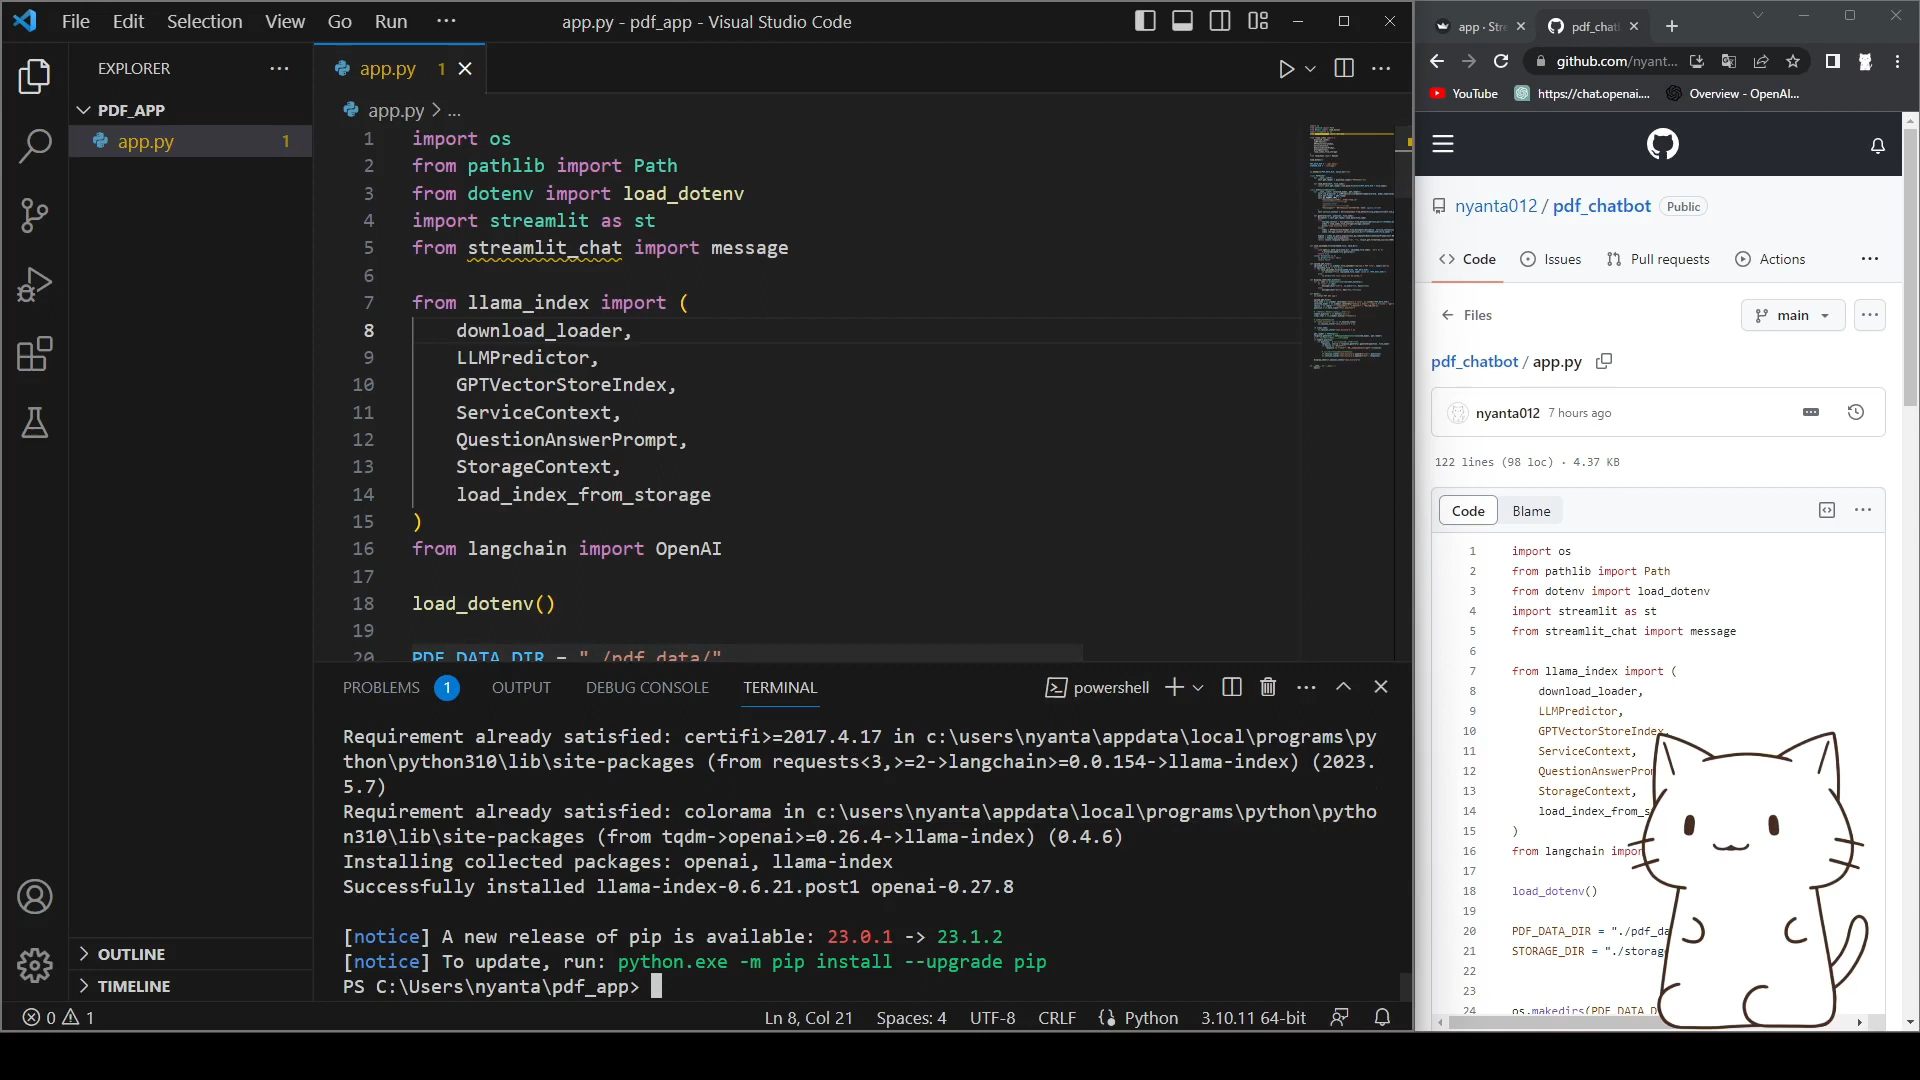 File Edit Selection View Go Run ···
app.py - pdf_app - Visual Studio Code
EXPLORER
PDF_APP
app.py 1
OUTLINE
TIMELINE
app.py 1
app.py > ...
1 import os
2 from pathlib import Path
3 from dotenv import load_dotenv
4 import streamlit as st
5 from streamlit_chat import message
6
7 from llama_index import (
8 download_loader,
9 LLMPredictor,
10 GPTVectorStoreIndex,
11 ServiceContext,
12 QuestionAnswerPrompt,
13 StorageContext,
14 load_index_from_storage
15 )
16 from langchain import OpenAI
17
18 load_dotenv()
19
20 PDF_DATA_DIR = "./pdf_data/"
PROBLEMS 1 OUTPUT DEBUG CONSOLE TERMINAL
powershell
Requirement already satisfied: certifi>=2017.4.17 in c:\users\nyanta\appdata\local\programs\py
thon\python310\lib\site-packages (from requests<3,>=2->langchain>=0.0.154->llama-index) (2023.
5.7)
Requirement already satisfied: colorama in c:\users\nyanta\appdata\local\programs\python\pytho
n310\lib\site-packages (from tqdm->openai>=0.26.4->llama-index) (0.4.6)
Installing collected packages: openai, llama-index
Successfully installed llama-index-0.6.21.post1 openai-0.27.8
[notice] A new release of pip is available: 23.0.1 -> 23.1.2
[notice] To update, run: python.exe -m pip install --upgrade pip
PS C:\Users\nyanta\pdf_app>
0 1
Ln 8, Col 21 Spaces: 4 UTF-8 CRLF Python 3.10.11 64-bit
app · Stre
pdf_chat
github.com/nyant...
YouTube https://chat.openai.... Overview - OpenAI...
nyanta012 / pdf_chatbot Public
Code Issues Pull requests Actions
Files
main
pdf_chatbot / app.py
nyanta012 7 hours ago
122 lines (98 loc) · 4.37 KB
Code Blame
1 import os
2 from pathlib import Path
3 from dotenv import load_dotenv
4 import streamlit as st
5 from streamlit_chat import message
6
7 from llama_index import (
8 download_loader,
9 LLMPredictor,
10 GPTVectorStoreIndex,
11 ServiceContext,
12 QuestionAnswerPro
13 StorageContext,
14 load_index_from_s
15 )
16 from langchain impor
17
18 load_dotenv()
19
20 PDF_DATA_DIR = "./pdf_da
21 STORAGE_DIR = "./storag
22
23
24 os.makedirs(PDF_DATA_D